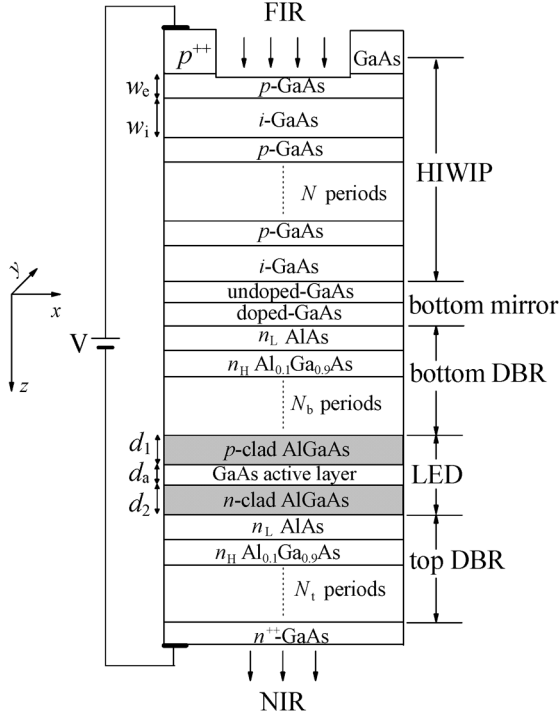 FIR
p++
GaAs
we
p-GaAs
wi
i-GaAs
p-GaAs
HIWIP
N periods
p-GaAs
y
i-GaAs
x
undoped-GaAs
bottom mirror
doped-GaAs
V
nL AlAs
z
nH Al0.1Ga0.9As
bottom DBR
Nb periods
d1
p-clad AlGaAs
da
GaAs active layer
LED
d2
n-clad AlGaAs
nL AlAs
nH Al0.1Ga0.9As
top DBR
Nt periods
n++-GaAs
NIR